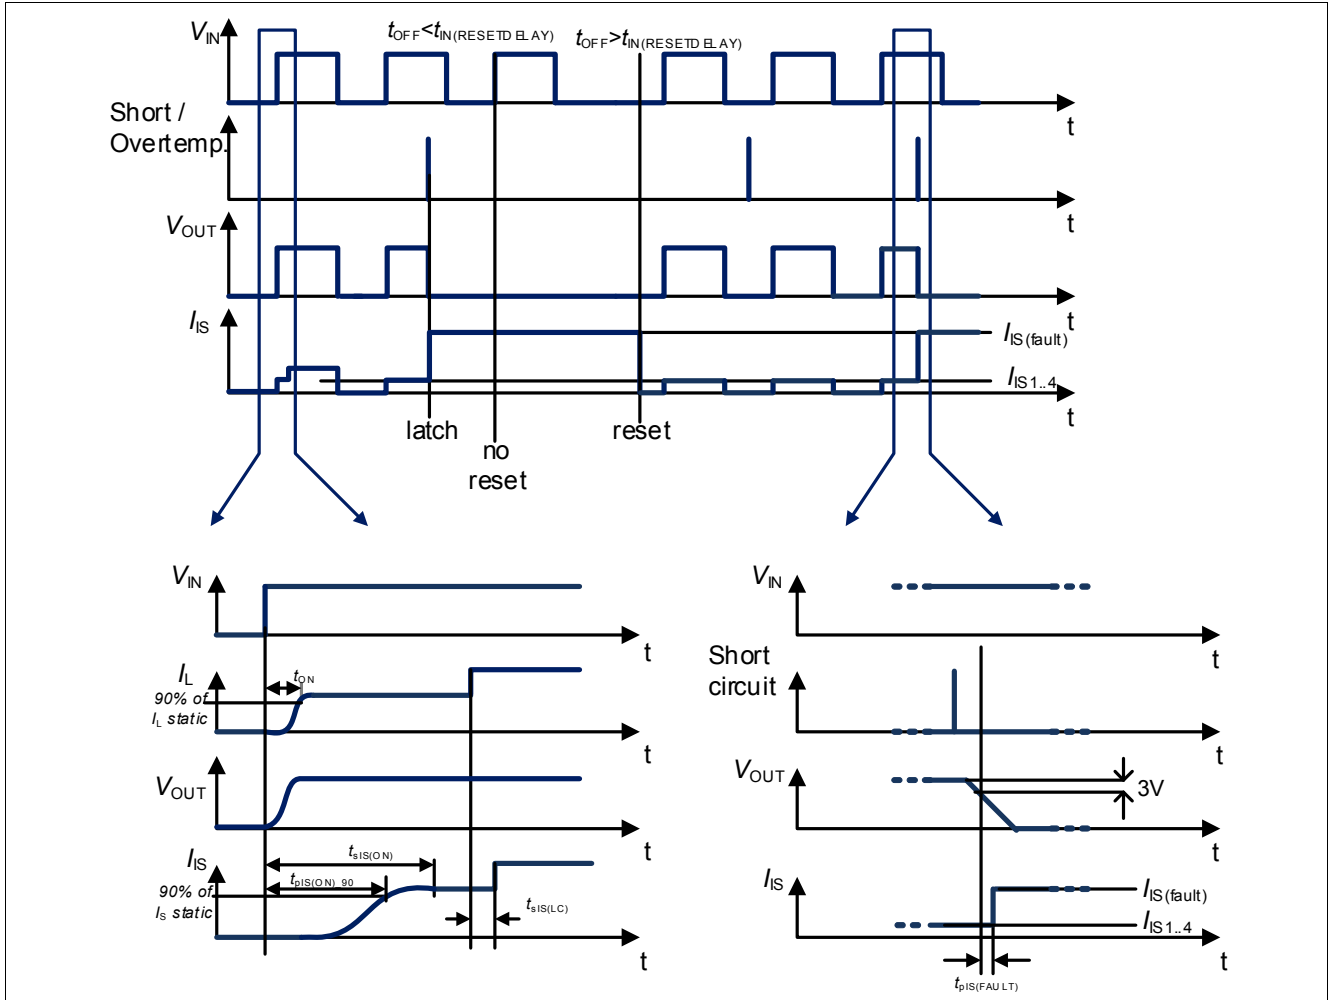 VIN
tOFF<tIN(RESETDELAY)
tOFF>tIN(RESETDELAY)
t
Short /
Overtemp.
t
VOUT
t
IIS
IIS(fault)
IIS1..4
t
latch
no
reset
reset
VIN
t
IL
tON
90% of
IL static
t
VOUT
t
IIS
tsIS(ON)
tpIS(ON)_90
90% of
IS static
tsIS(LC)
t
VIN
t
Short
circuit
t
VOUT
3V
t
IIS
IIS(fault)
IIS1..4
t
tpIS(FAULT)